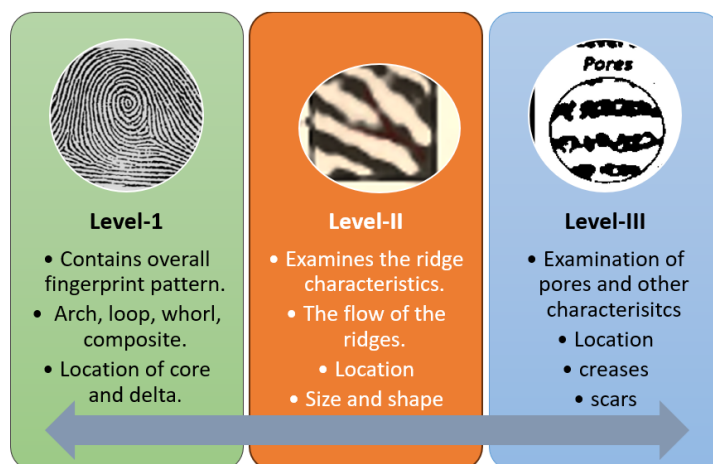 Level-1
• Contains overall
fingerprint pattern.
• Arch, loop, whorl,
composite.
• Location of core
and delta.
Level-II
• Examines the ridge
characteristics.
• The flow of the
ridges.
• Location
• Size and shape
Pores
Level-III
• Examination of
pores and other
characterisitcs
• Location
• creases
• scars